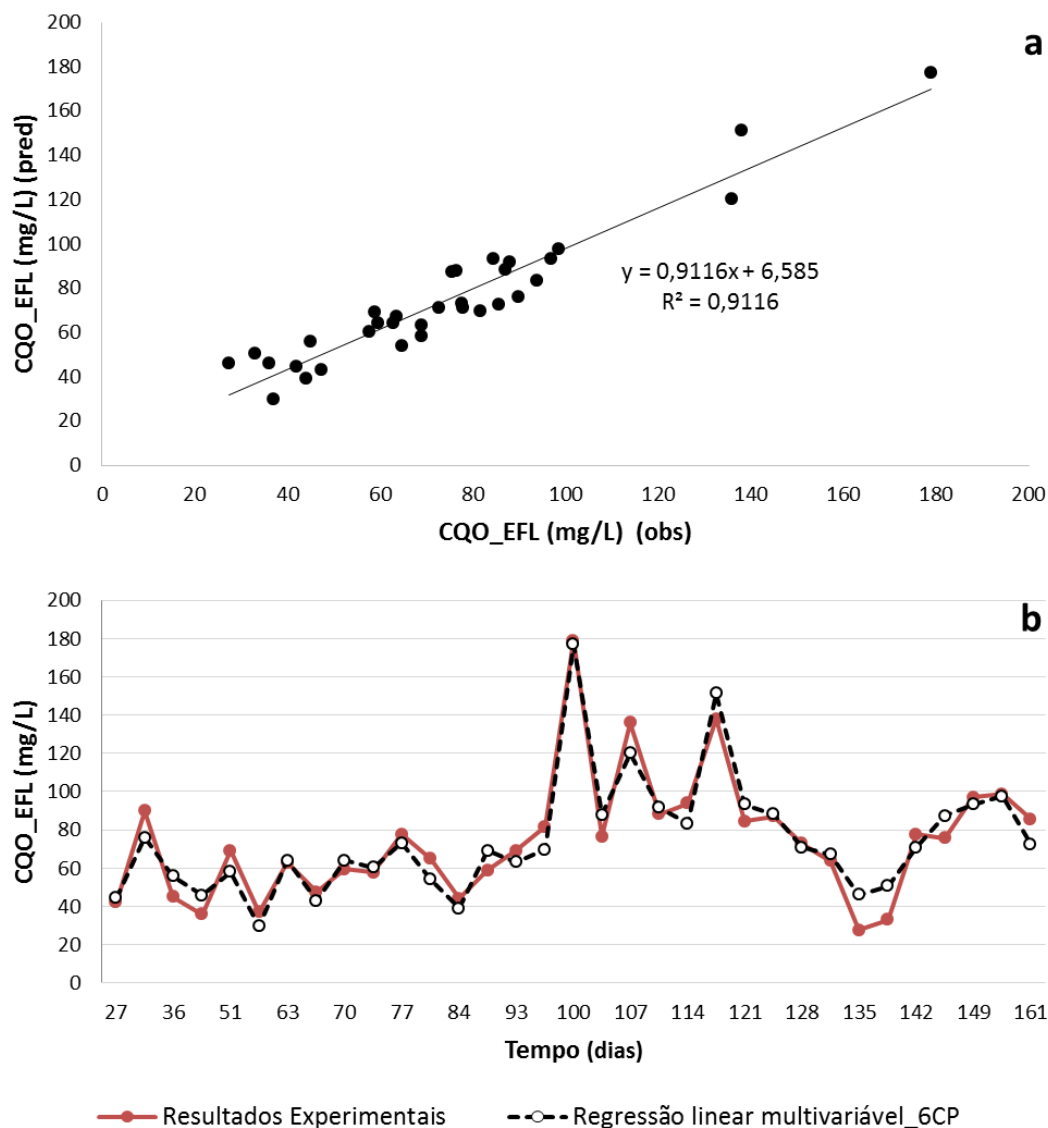 a
CQO_EFL (mg/L) (pred)
200
180
160
140
120
100
80
60
40
20
0
y = 0,9116x + 6,585
R² = 0,9116
0 20 40 60 80 100 120 140 160 180 200
CQO_EFL (mg/L) (obs)
b
CQO_EFL (mg/L)
200
180
160
140
120
100
80
60
40
20
0
27 36 51 63 70 77 84 93 100 107 114 121 128 135 142 149 161
Tempo (dias)
Resultados Experimentais Regressão linear multivariável_6CP